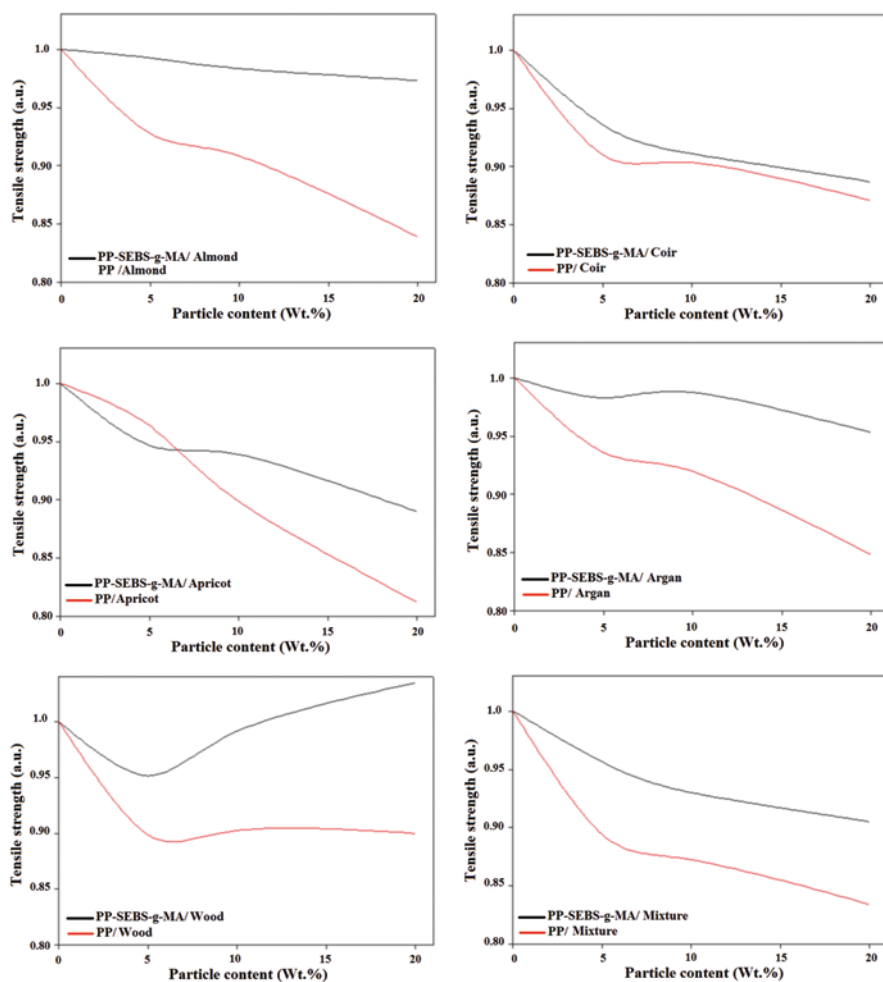 Tensile strength (a.u.)
1.0
0.95
0.90
0.85
0.80
PP-SEBS-g-MA/ Almond
PP /Almond
0
5
10
15
20
Particle content (Wt.%)
Tensile strength (a.u.)
1.0
0.95
0.90
0.85
0.80
PP-SEBS-g-MA/ Coir
PP/ Coir
0
5
10
15
20
Particle content (Wt.%)
Tensile strength (a.u.)
1.0
0.95
0.90
0.85
0.80
PP-SEBS-g-MA/ Apricot
PP/Apricot
0
5
10
15
20
Particle content (Wt.%)
Tensile strength (a.u.)
1.0
0.95
0.90
0.85
0.80
PP-SEBS-g-MA/ Argan
PP/ Argan
0
5
10
15
20
Particle content (Wt.%)
Tensile strength (a.u.)
1.0
0.95
0.90
0.85
0.80
PP-SEBS-g-MA/Wood
PP/Wood
0
5
10
15
20
Particle content (Wt.%)
Tensile strength (a.u.)
1.0
0.95
0.90
0.85
0.80
PP-SEBS-g-MA/ Mixture
PP/ Mixture
0
5
10
15
20
Particle content (Wt.%)